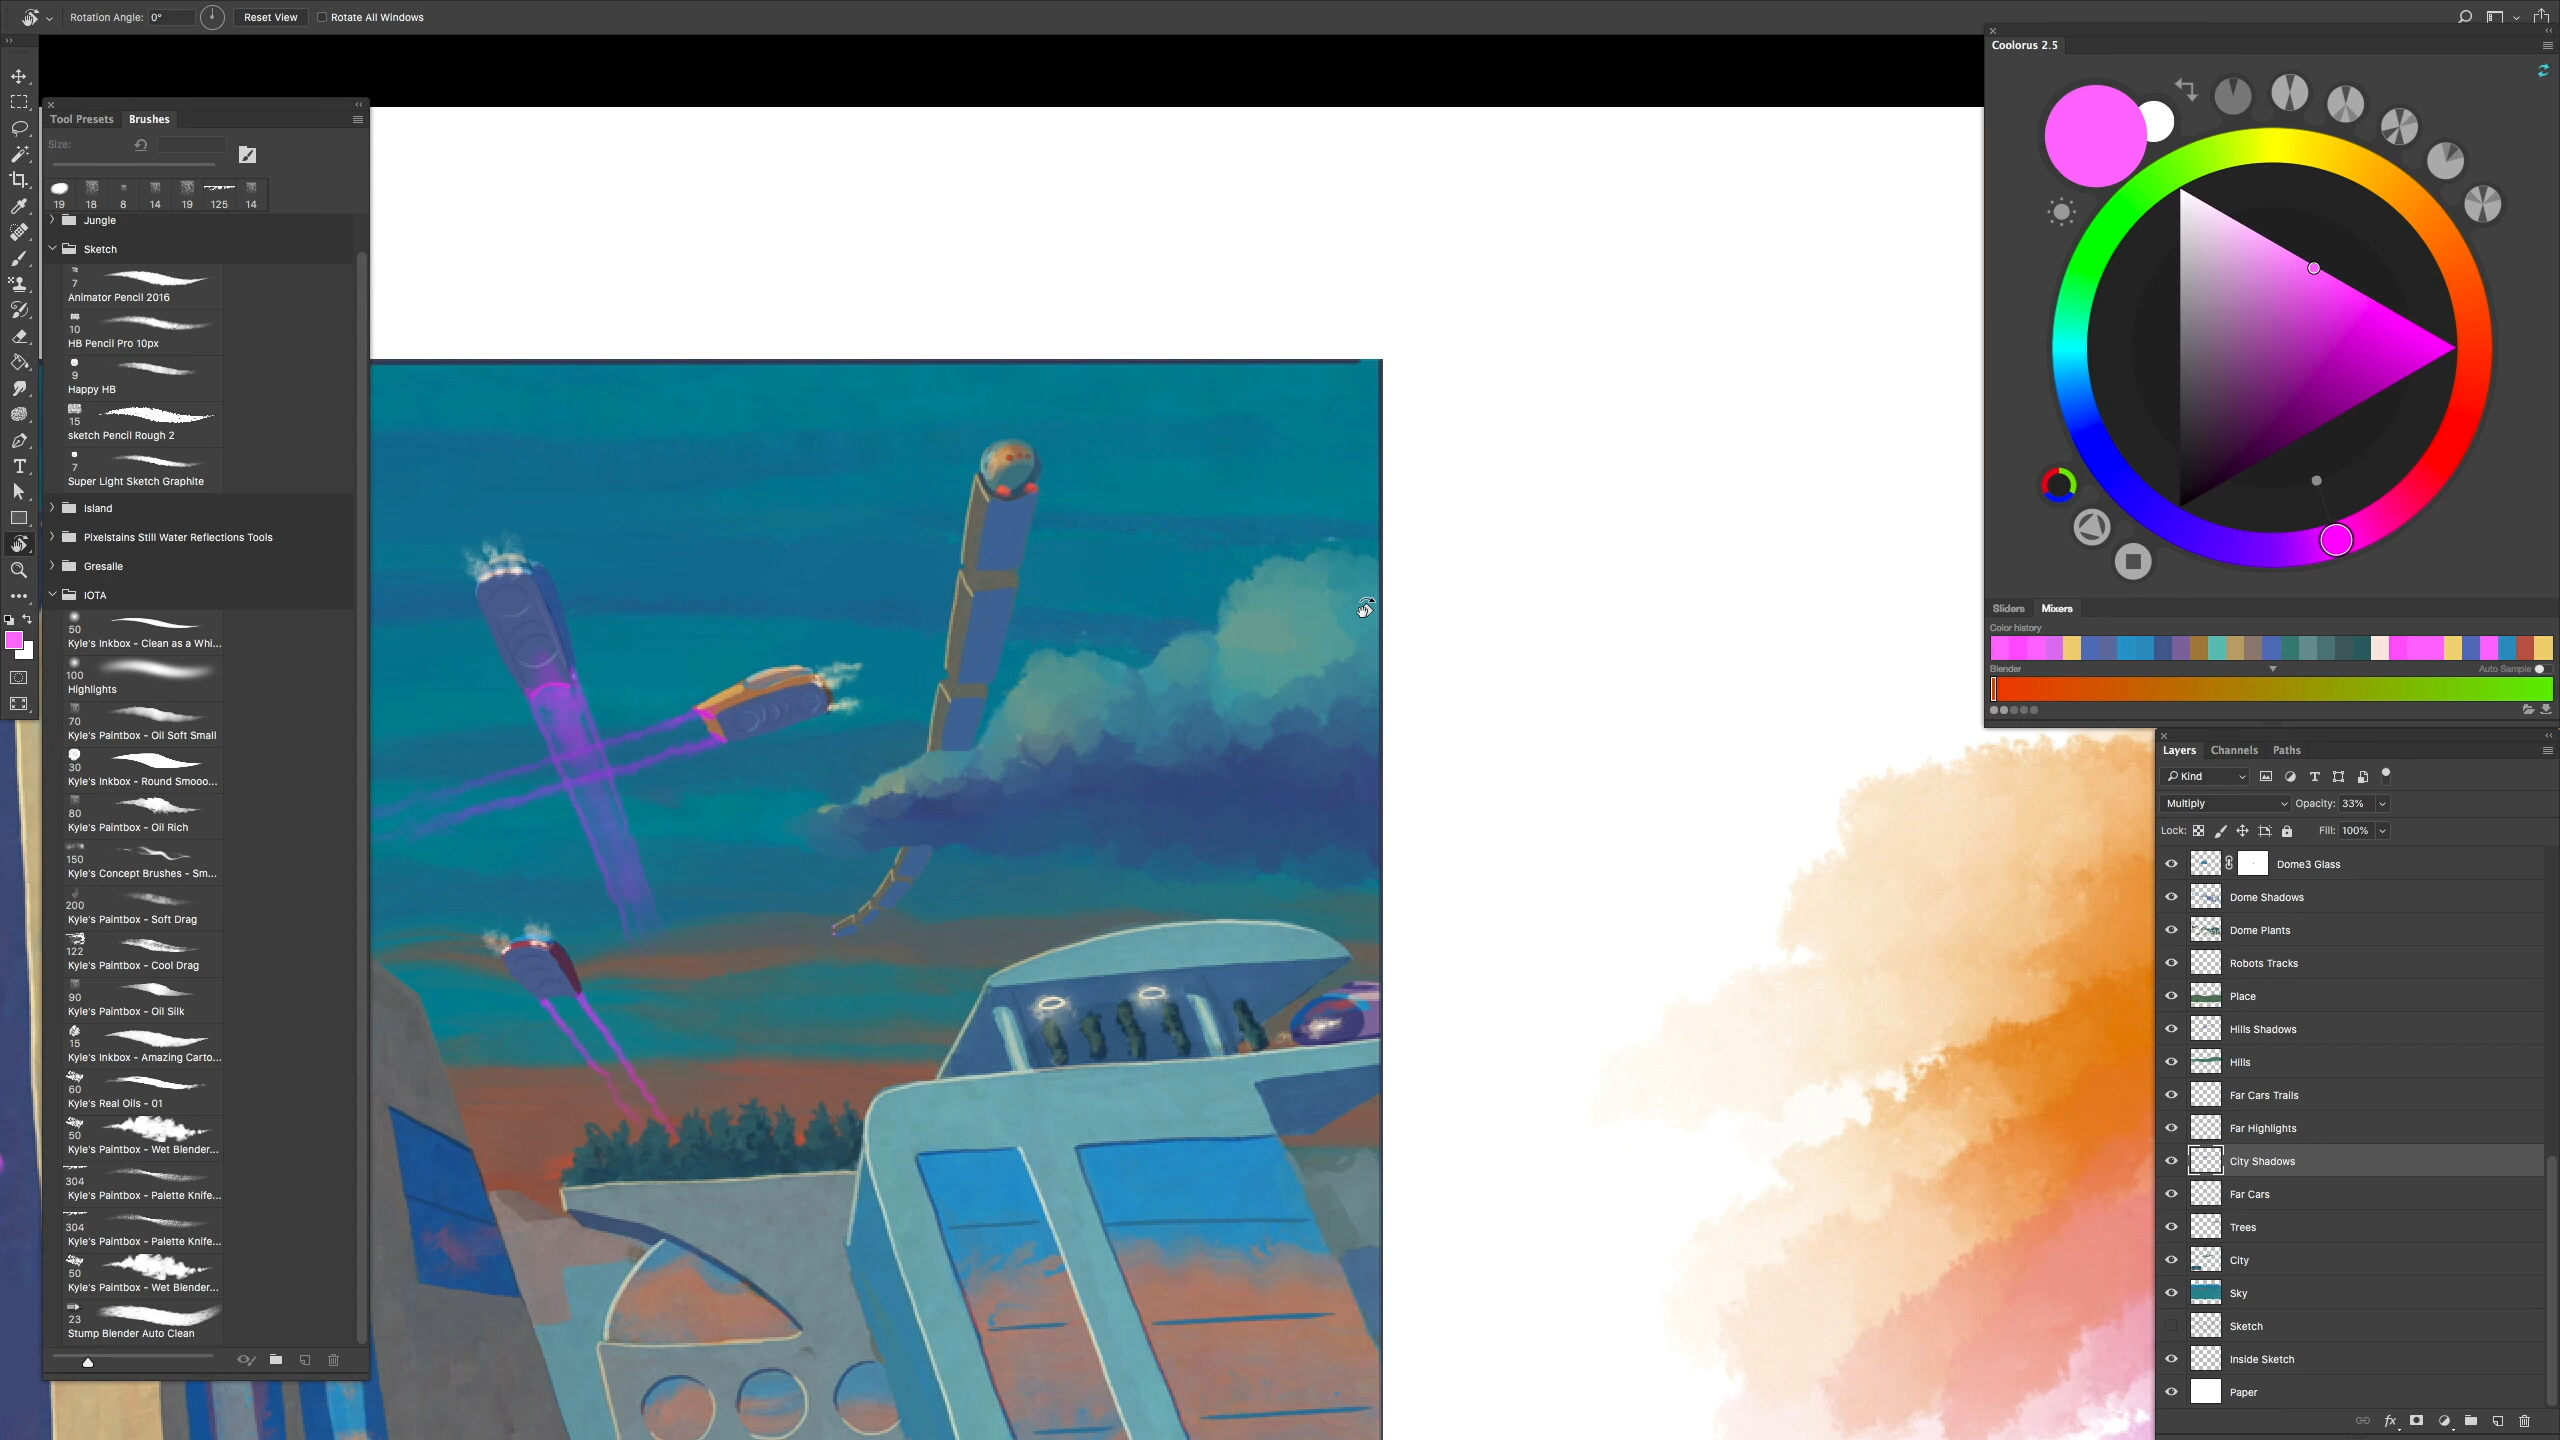 Rotation Angle: 0°
Reset View
Rotate All Windows
Tool Presets
Brushes
Size:
19
18
8
14
19
125
14
Jungle
Sketch
7
Animator Pencil 2016
10
HB Pencil Pro 10px
9
Happy HB
15
sketch Pencil Rough 2
7
Super Light Sketch Graphite
Island
Pixelstains Still Water Reflections Tools
Gresalle
IOTA
50
Kyle's Inkbox - Clean as a Whi...
100
Highlights
70
Kyle's Paintbox - Oil Soft Small
30
Kyle's Inkbox - Round Smooo...
80
Kyle's Paintbox - Oil Rich
150
Kyle's Concept Brushes - Sm...
200
Kyle's Paintbox - Soft Drag
122
Kyle's Paintbox - Cool Drag
90
Kyle's Paintbox - Oil Silk
15
Kyle's Inkbox - Amazing Carto...
60
Kyle's Real Oils - 01
50
Kyle's Paintbox - Wet Blender...
304
Kyle's Paintbox - Palette Knife...
304
Kyle's Paintbox - Palette Knife...
50
Kyle's Paintbox - Wet Blender...
23
Stump Blender Auto Clean
Coolorus 2.5
Sliders
Mixers
Color history
Blender
Auto Sample
Layers
Channels
Paths
Kind
Multiply
Opacity: 33%
Lock:
Fill: 100%
Dome3 Glass
Dome Shadows
Dome Plants
Robots Tracks
Place
Hills Shadows
Hills
Far Cars Trails
Far Highlights
City Shadows
Far Cars
Trees
City
Sky
Sketch
Inside Sketch
Paper
fx